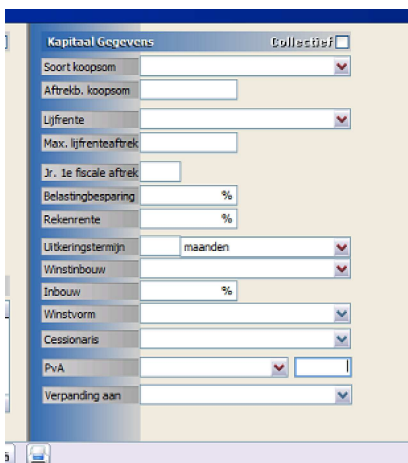 Kapitaal Gegevens Collectief
Soort koopsom
Aftrekb. koopsom
Lijfrente
Max. lijfrenteaftrek
Jr. 1e fiscale aftrek
Belastingbesparing %
Rekenrente %
Uitkeringstermijn maanden
Winstinbouw
Inbouw %
Winstvorm
Cessionaris
PvA
Verpanding aan